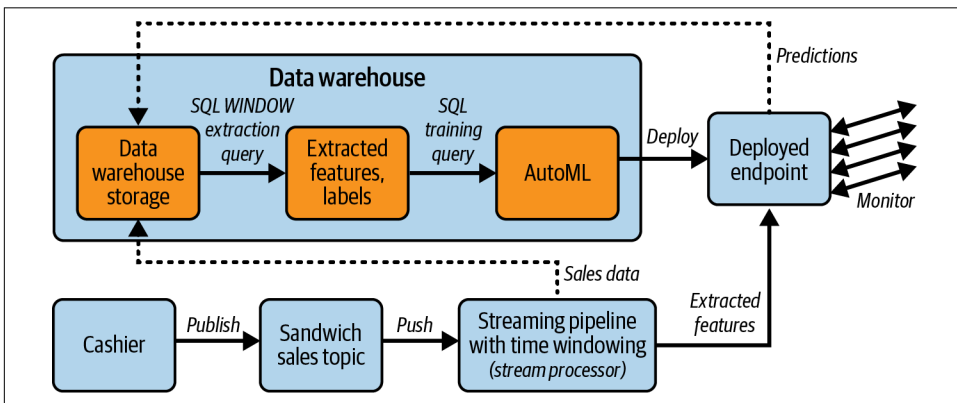 Predictions
Data warehouse
SQL WINDOW
extraction
query
SQL
training
query
Data
warehouse
storage
Extracted
features,
labels
AutoML
Deploy
Deployed
endpoint
Monitor
Sales data
Extracted
features
Cashier
Publish
Sandwich
sales topic
Push
Streaming pipeline
with time windowing
(stream processor)